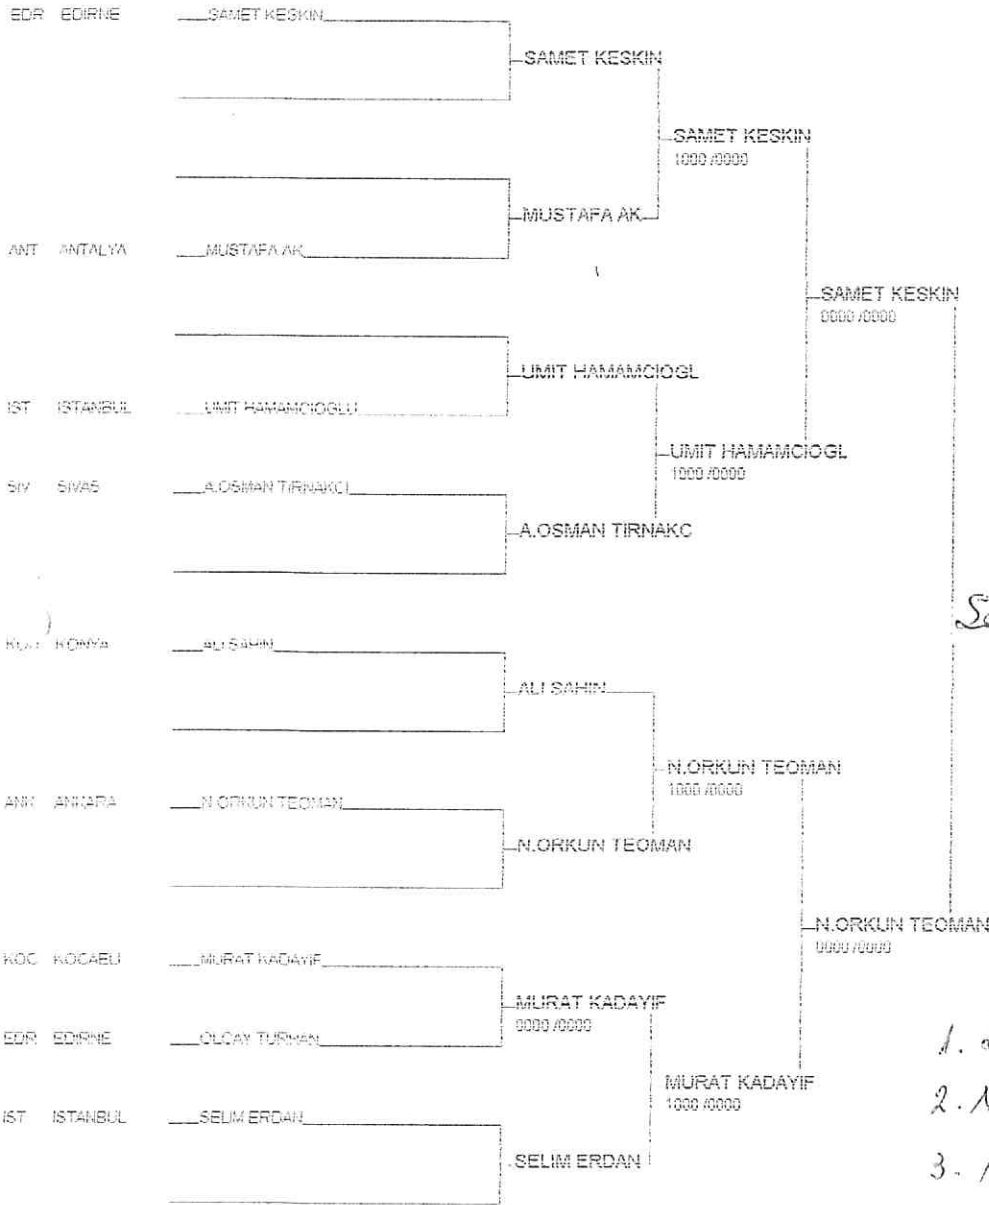 EDR EDIRNE SAMET KESKIN
SAMET KESKIN
SAMET KESKIN
1000 /0000
MUSTAFA AK
ANT ANTALYA MUSTAFA AK
SAMET KESKIN
0000 /0000
UMIT HAMAMCIOGL
IST ISTANBUL UMIT HAMAMCIOGLU
UMIT HAMAMCIOGL
1000 /0000
SIV SIVAS A.OSMAN TIRNAKCI
A.OSMAN TIRNAKC
KONYA ALI SAHIN
ALI SAHIN
N.ORKUN TEOMAN
1000 /0000
ANK ANKARA N.ORKUN TEOMAN
N.ORKUN TEOMAN
N.ORKUN TEOMAN
0000 /0000
KOC KOCAELI MURAT KADAYIF
MURAT KADAYIF
0000 /0000
EDR EDIRNE OLCAY TURHAN
1.
MURAT KADAYIF
1000 /0000
2.
IST ISTANBUL SELIM ERDAN
SELIM ERDAN
3.